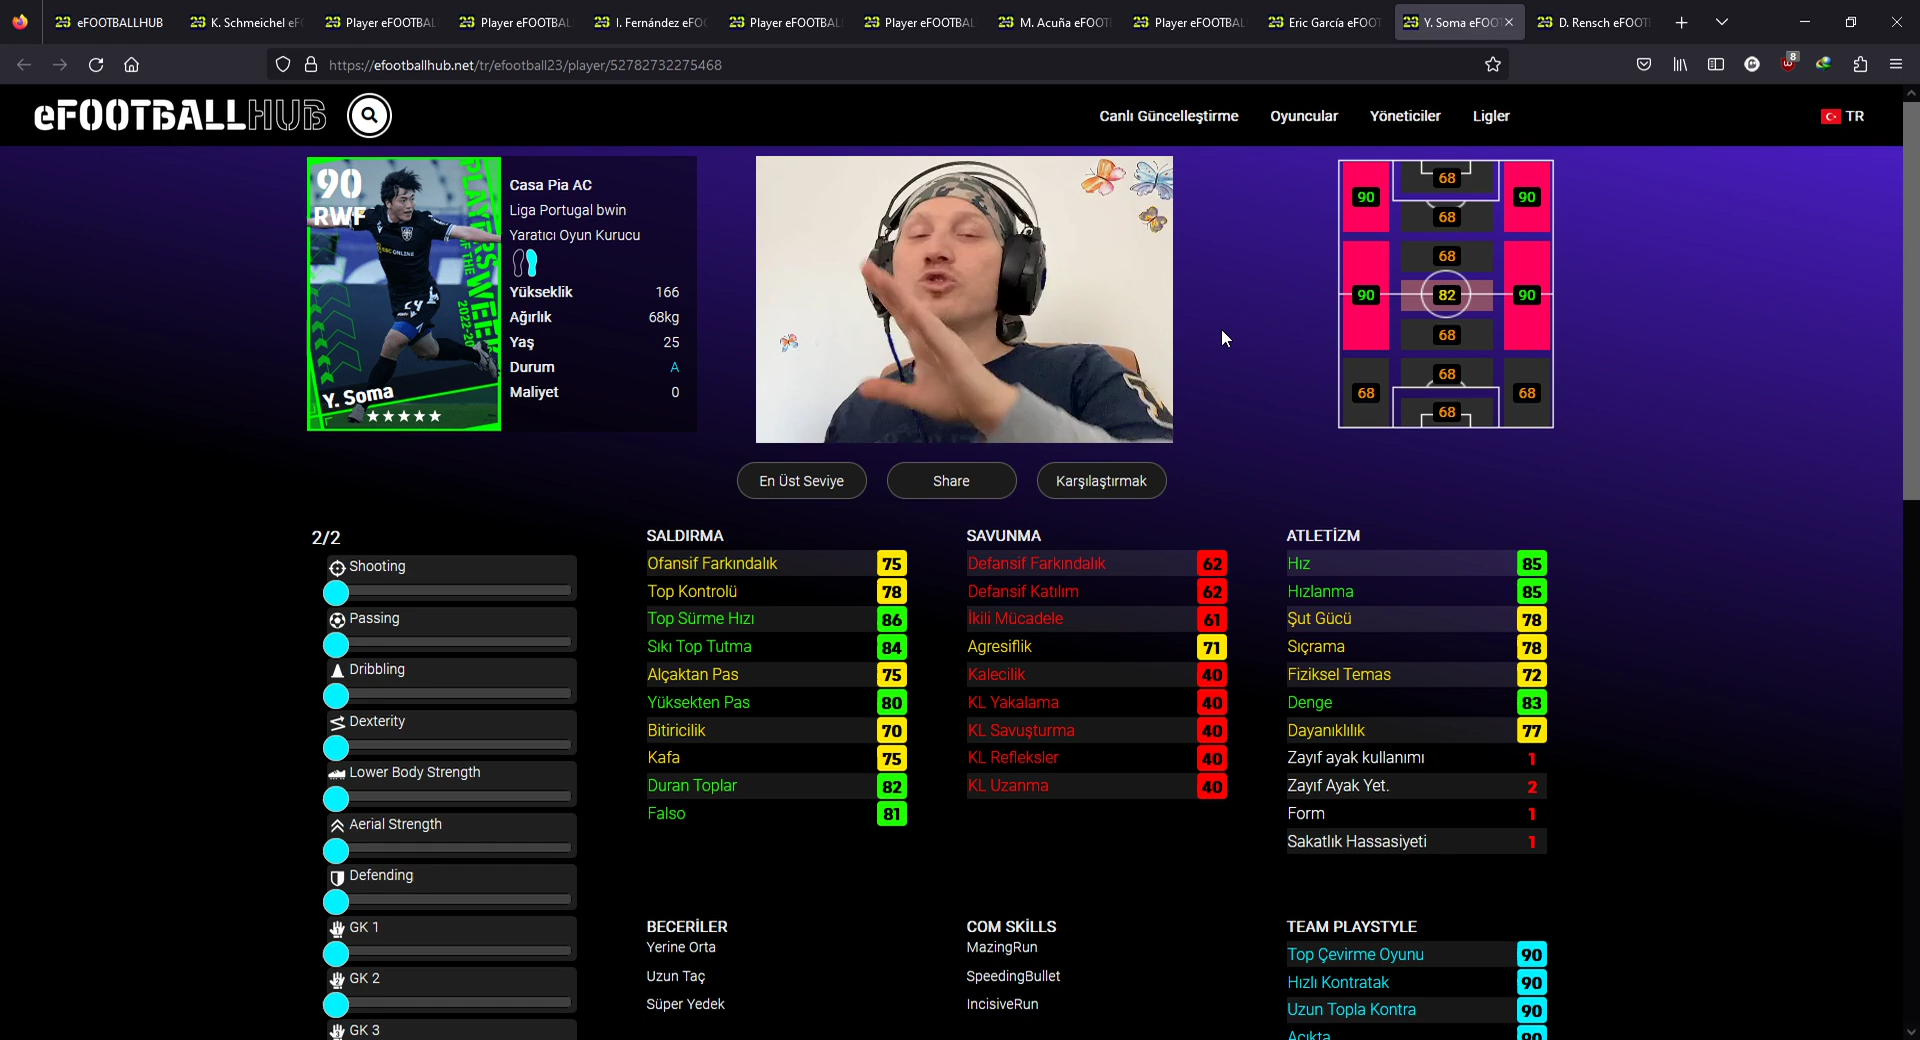 eFOOTBALLHUB
K. Schmeichel eFO
Player eFOOTBAL
Player eFOOTBAL
I. Fernández eFOO
Player eFOOTBAL
Player eFOOTBAL
M. Acuña eFOOT
Player eFOOTBAL
Eric García eFOOT
Y. Soma eFOOT
D. Rensch eFOOT
https://efootballhub.net/tr/efootball23/player/52782732275468
8
eFOOTBALLHUB
Canlı Güncelleştirme
Oyuncular
Yöneticiler
Ligler
TR
90
RWF
PLAYERS OF THE WEEK
Y. Soma
★★★★★
Casa Pia AC
Liga Portugal bwin
Yaratıcı Oyun Kurucu
Yükseklik 166
Ağırlık 68kg
Yaş 25
Durum A
Maliyet 0
68
90 90
68
68
90 82 90
68
68
68 68
68
En Üst Seviye
Share
Karşılaştırmak
2/2
Shooting
Passing
Dribbling
Dexterity
Lower Body Strength
Aerial Strength
Defending
GK 1
GK 2
GK 3
SALDIRMA
Ofansif Farkındalık 75
Top Kontrolü 78
Top Sürme Hızı 86
Sıkı Top Tutma 84
Alçaktan Pas 75
Yüksekten Pas 80
Bitiricilik 70
Kafa 75
Duran Toplar 82
Falso 81
SAVUNMA
Defansif Farkındalık 62
Defansif Katılım 62
İkili Mücadele 61
Agresiflik 71
Kalecilik 40
KL Yakalama 40
KL Savuşturma 40
KL Refleksler 40
KL Uzanma 40
ATLETİZM
Hız 85
Hızlanma 85
Şut Gücü 78
Sıçrama 78
Fiziksel Temas 72
Denge 83
Dayanıklılık 77
Zayıf ayak kullanımı 1
Zayıf Ayak Yet. 2
Form 1
Sakatlık Hassasiyeti 1
BECERİLER
Yerine Orta
Uzun Taç
Süper Yedek
COM SKİLLS
MazingRun
SpeedingBullet
IncisiveRun
TEAM PLAYSTYLE
Top Çevirme Oyunu 90
Hızlı Kontratak 90
Uzun Topla Kontra 90
Açıkta 90